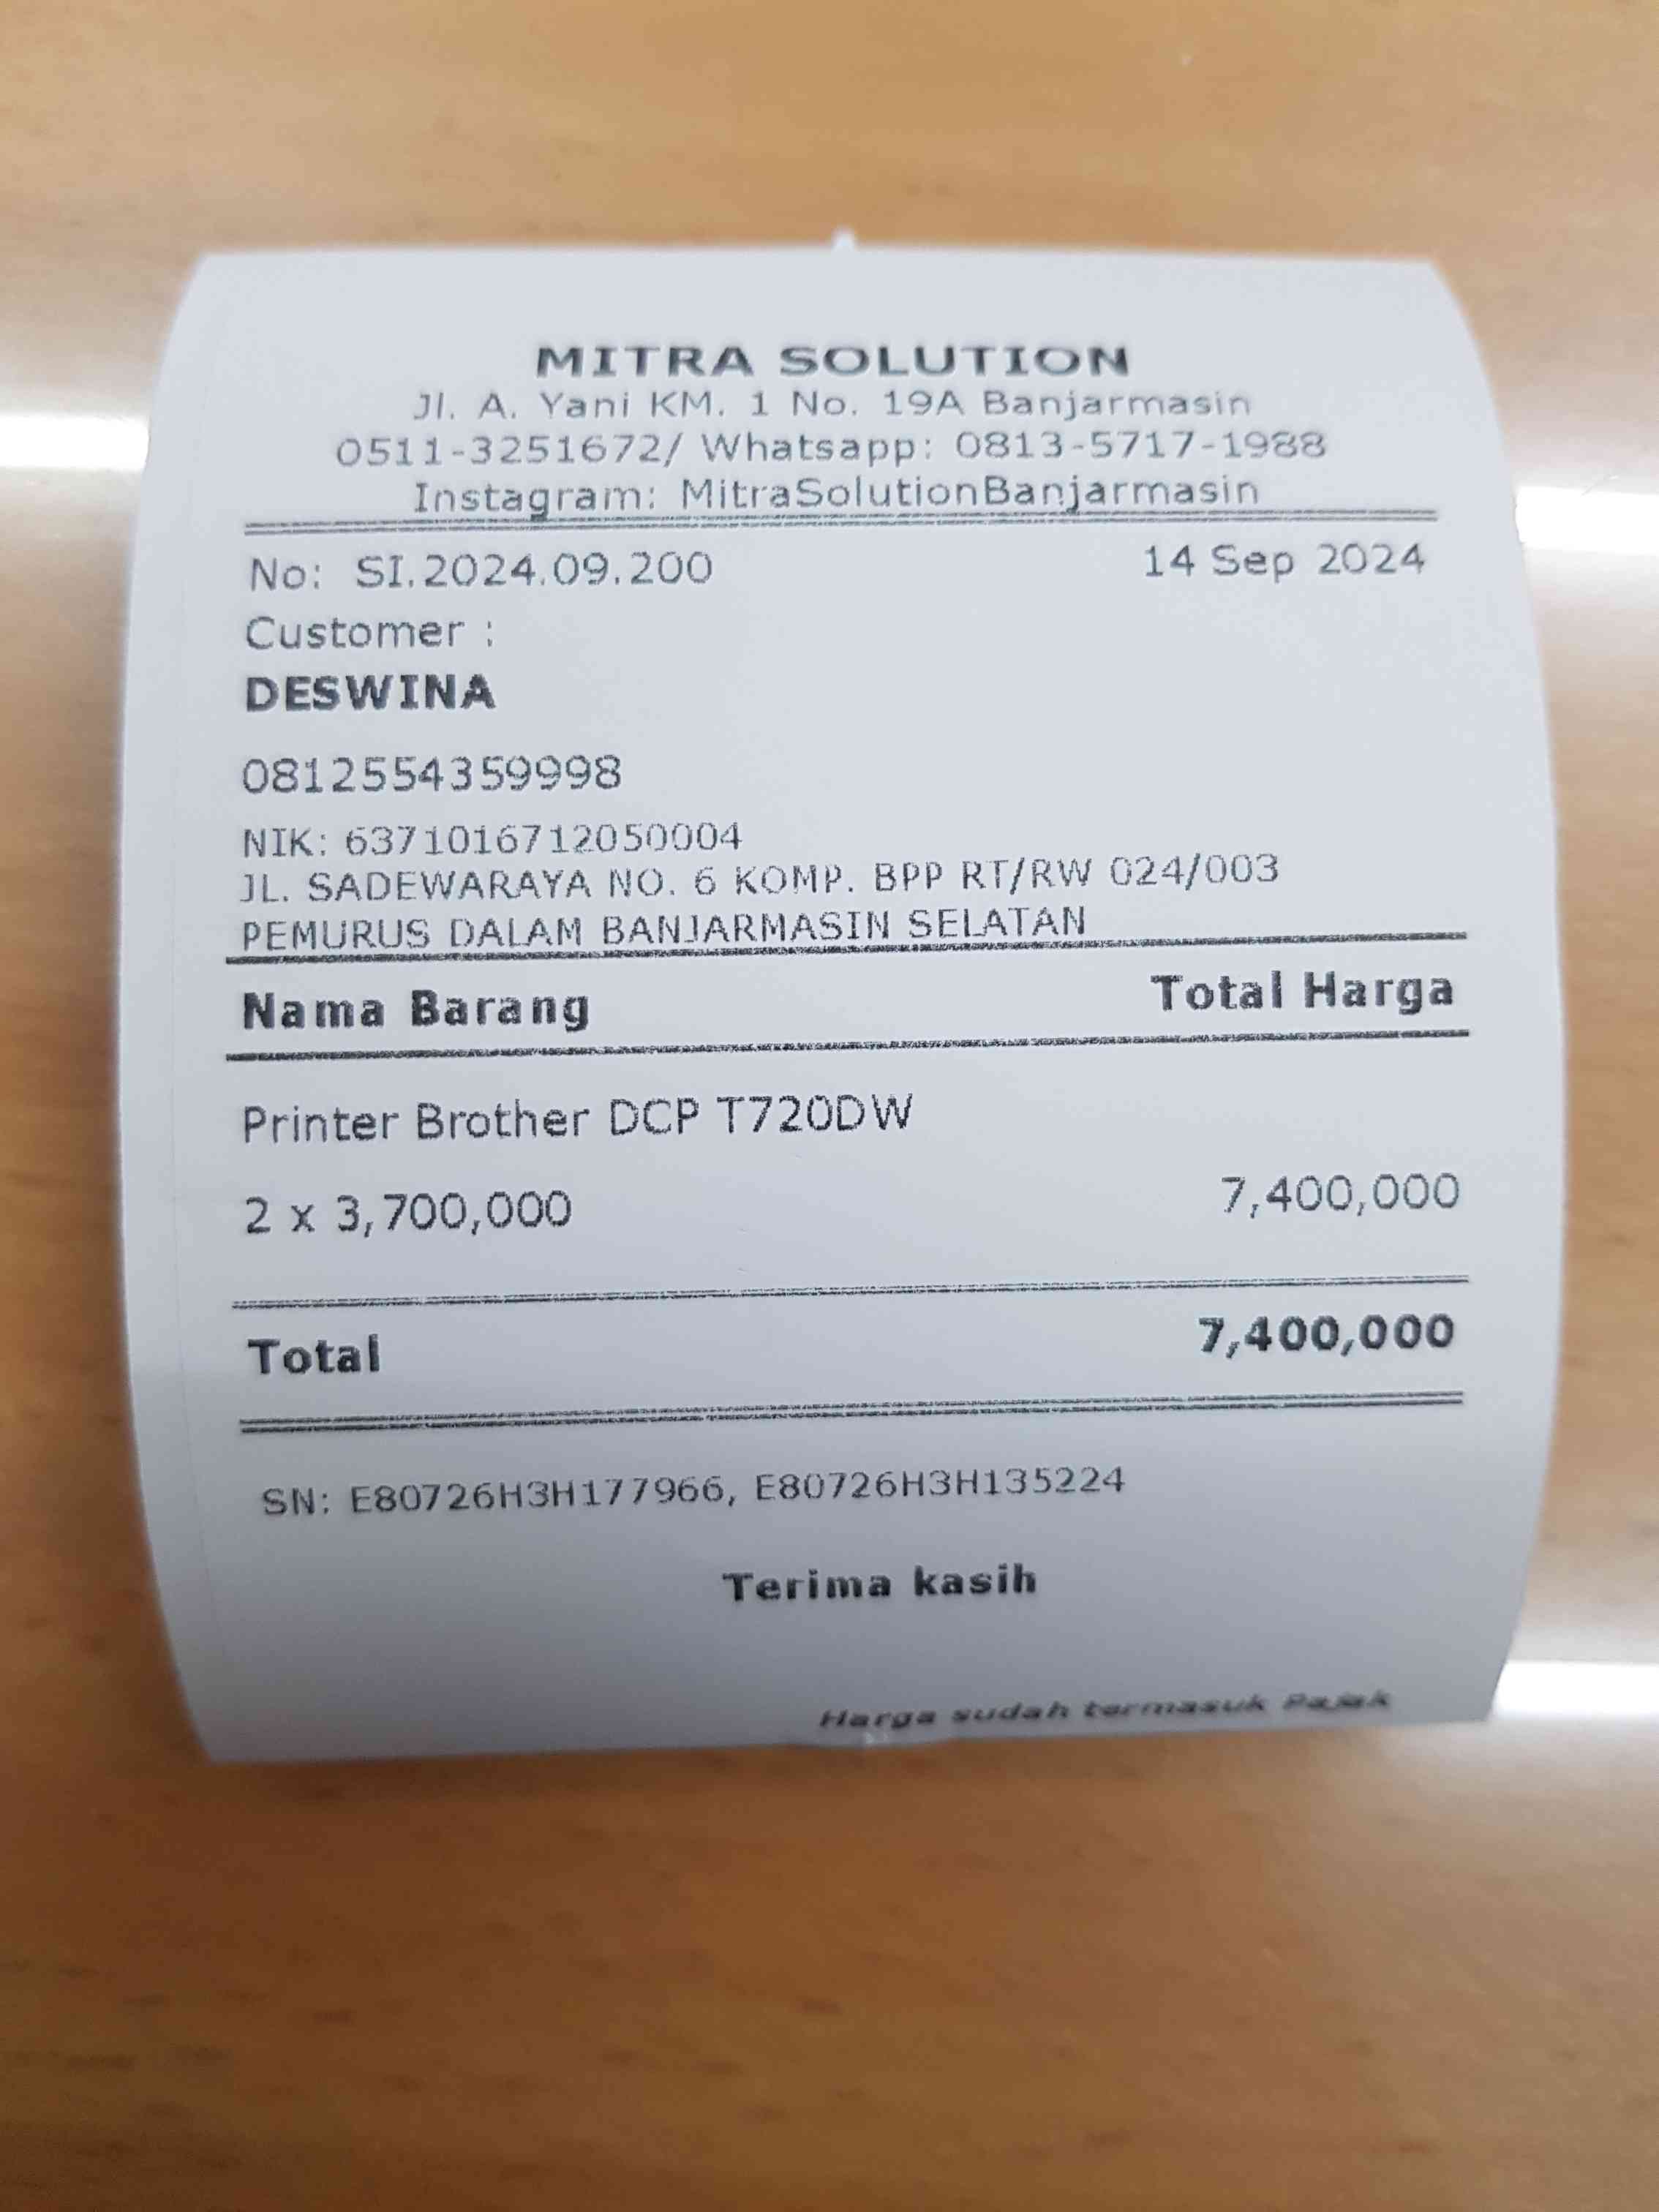 MITRA SOLUTION
Jl. A. Yani KM. 1 No. 19A Banjarmasin
0511-3251672/ Whatsapp: 0813-5717-1988
Instagram: MitraSolutionBanjarmasin
No: SI.2024.09.200 14 Sep 2024
Customer :
DESWINA
0812554359998
NIK: 6371016712050004
JL. SADEWARAYA NO. 6 KOMP. BPP RT/RW 024/003
PEMURUS DALAM BANJARMASIN SELATAN
Nama Barang Total Harga
Printer Brother DCP T720DW
2 x 3,700,000 7,400,000
Total 7,400,000
SN: E80726H3H177966, E80726H3H135224
Terima kasih
Harga sudah termasuk Pajak